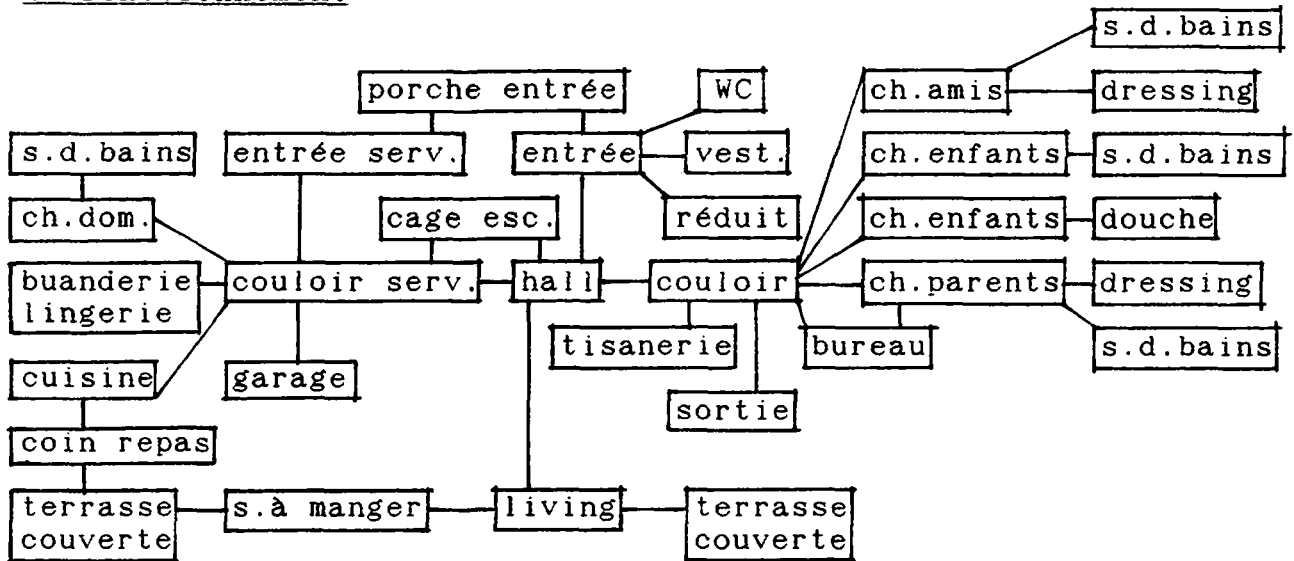 s.d.bains
porche entrée
WC
ch.amis
dressing
s.d.bains
entrée serv.
entrée
vest.
ch.enfants
s.d.bains
ch.dom.
cage esc.
réduit
ch.enfants
douche
buanderie
lingerie
couloir serv.
hall
couloir
ch.parents
dressing
tisanerie
bureau
s.d.bains
cuisine
garage
sortie
coin repas
terrasse
couverte
s.à manger
living
terrasse
couverte